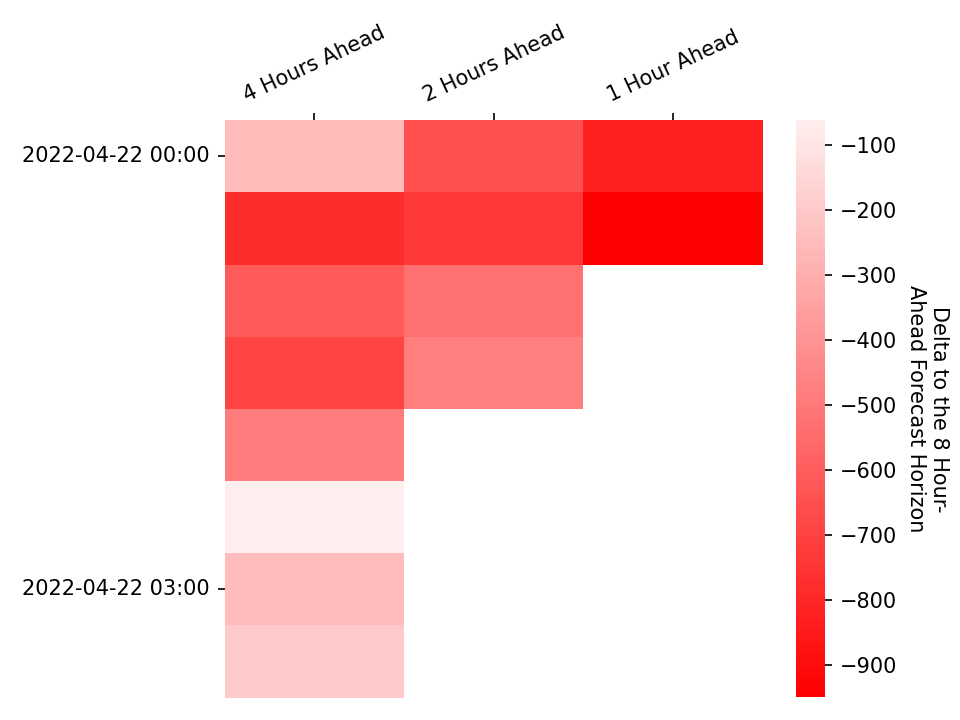 4 Hours Ahead
2 Hours Ahead
1 Hour Ahead
2022-04-22 00:00
2022-04-22 03:00
−100
−200
−300
−400
−500
−600
−700
−800
−900
Delta to the 8 Hour-
Ahead Forecast Horizon